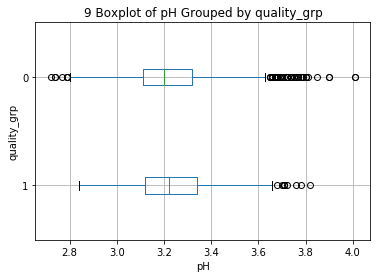 9 Boxplot of pH Grouped by quality_grp
quality_grp
0
1
2.8 3.0 3.2 3.4 3.6 3.8 4.0
pH